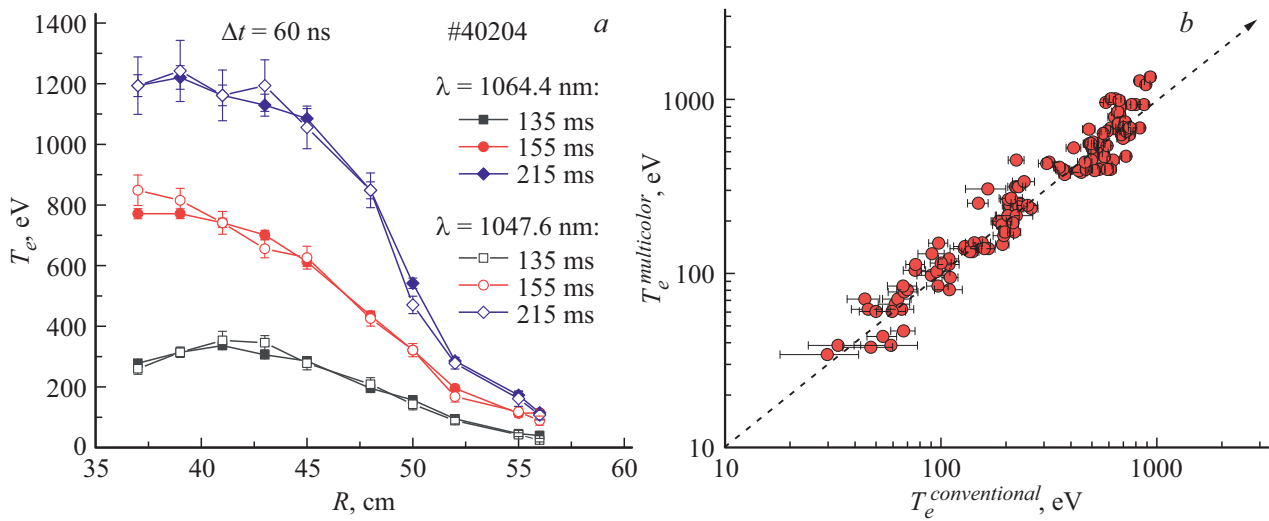 Δt = 60 ns #40204 a
λ = 1064.4 nm:
135 ms
155 ms
215 ms
λ = 1047.6 nm:
135 ms
155 ms
215 ms
T_e, eV
1400
1200
1000
800
600
400
200
0
35 40 45 50 55 60
R, cm
b
T_e^multicolor, eV
1000
100
10
10 100 1000
T_e^conventional, eV